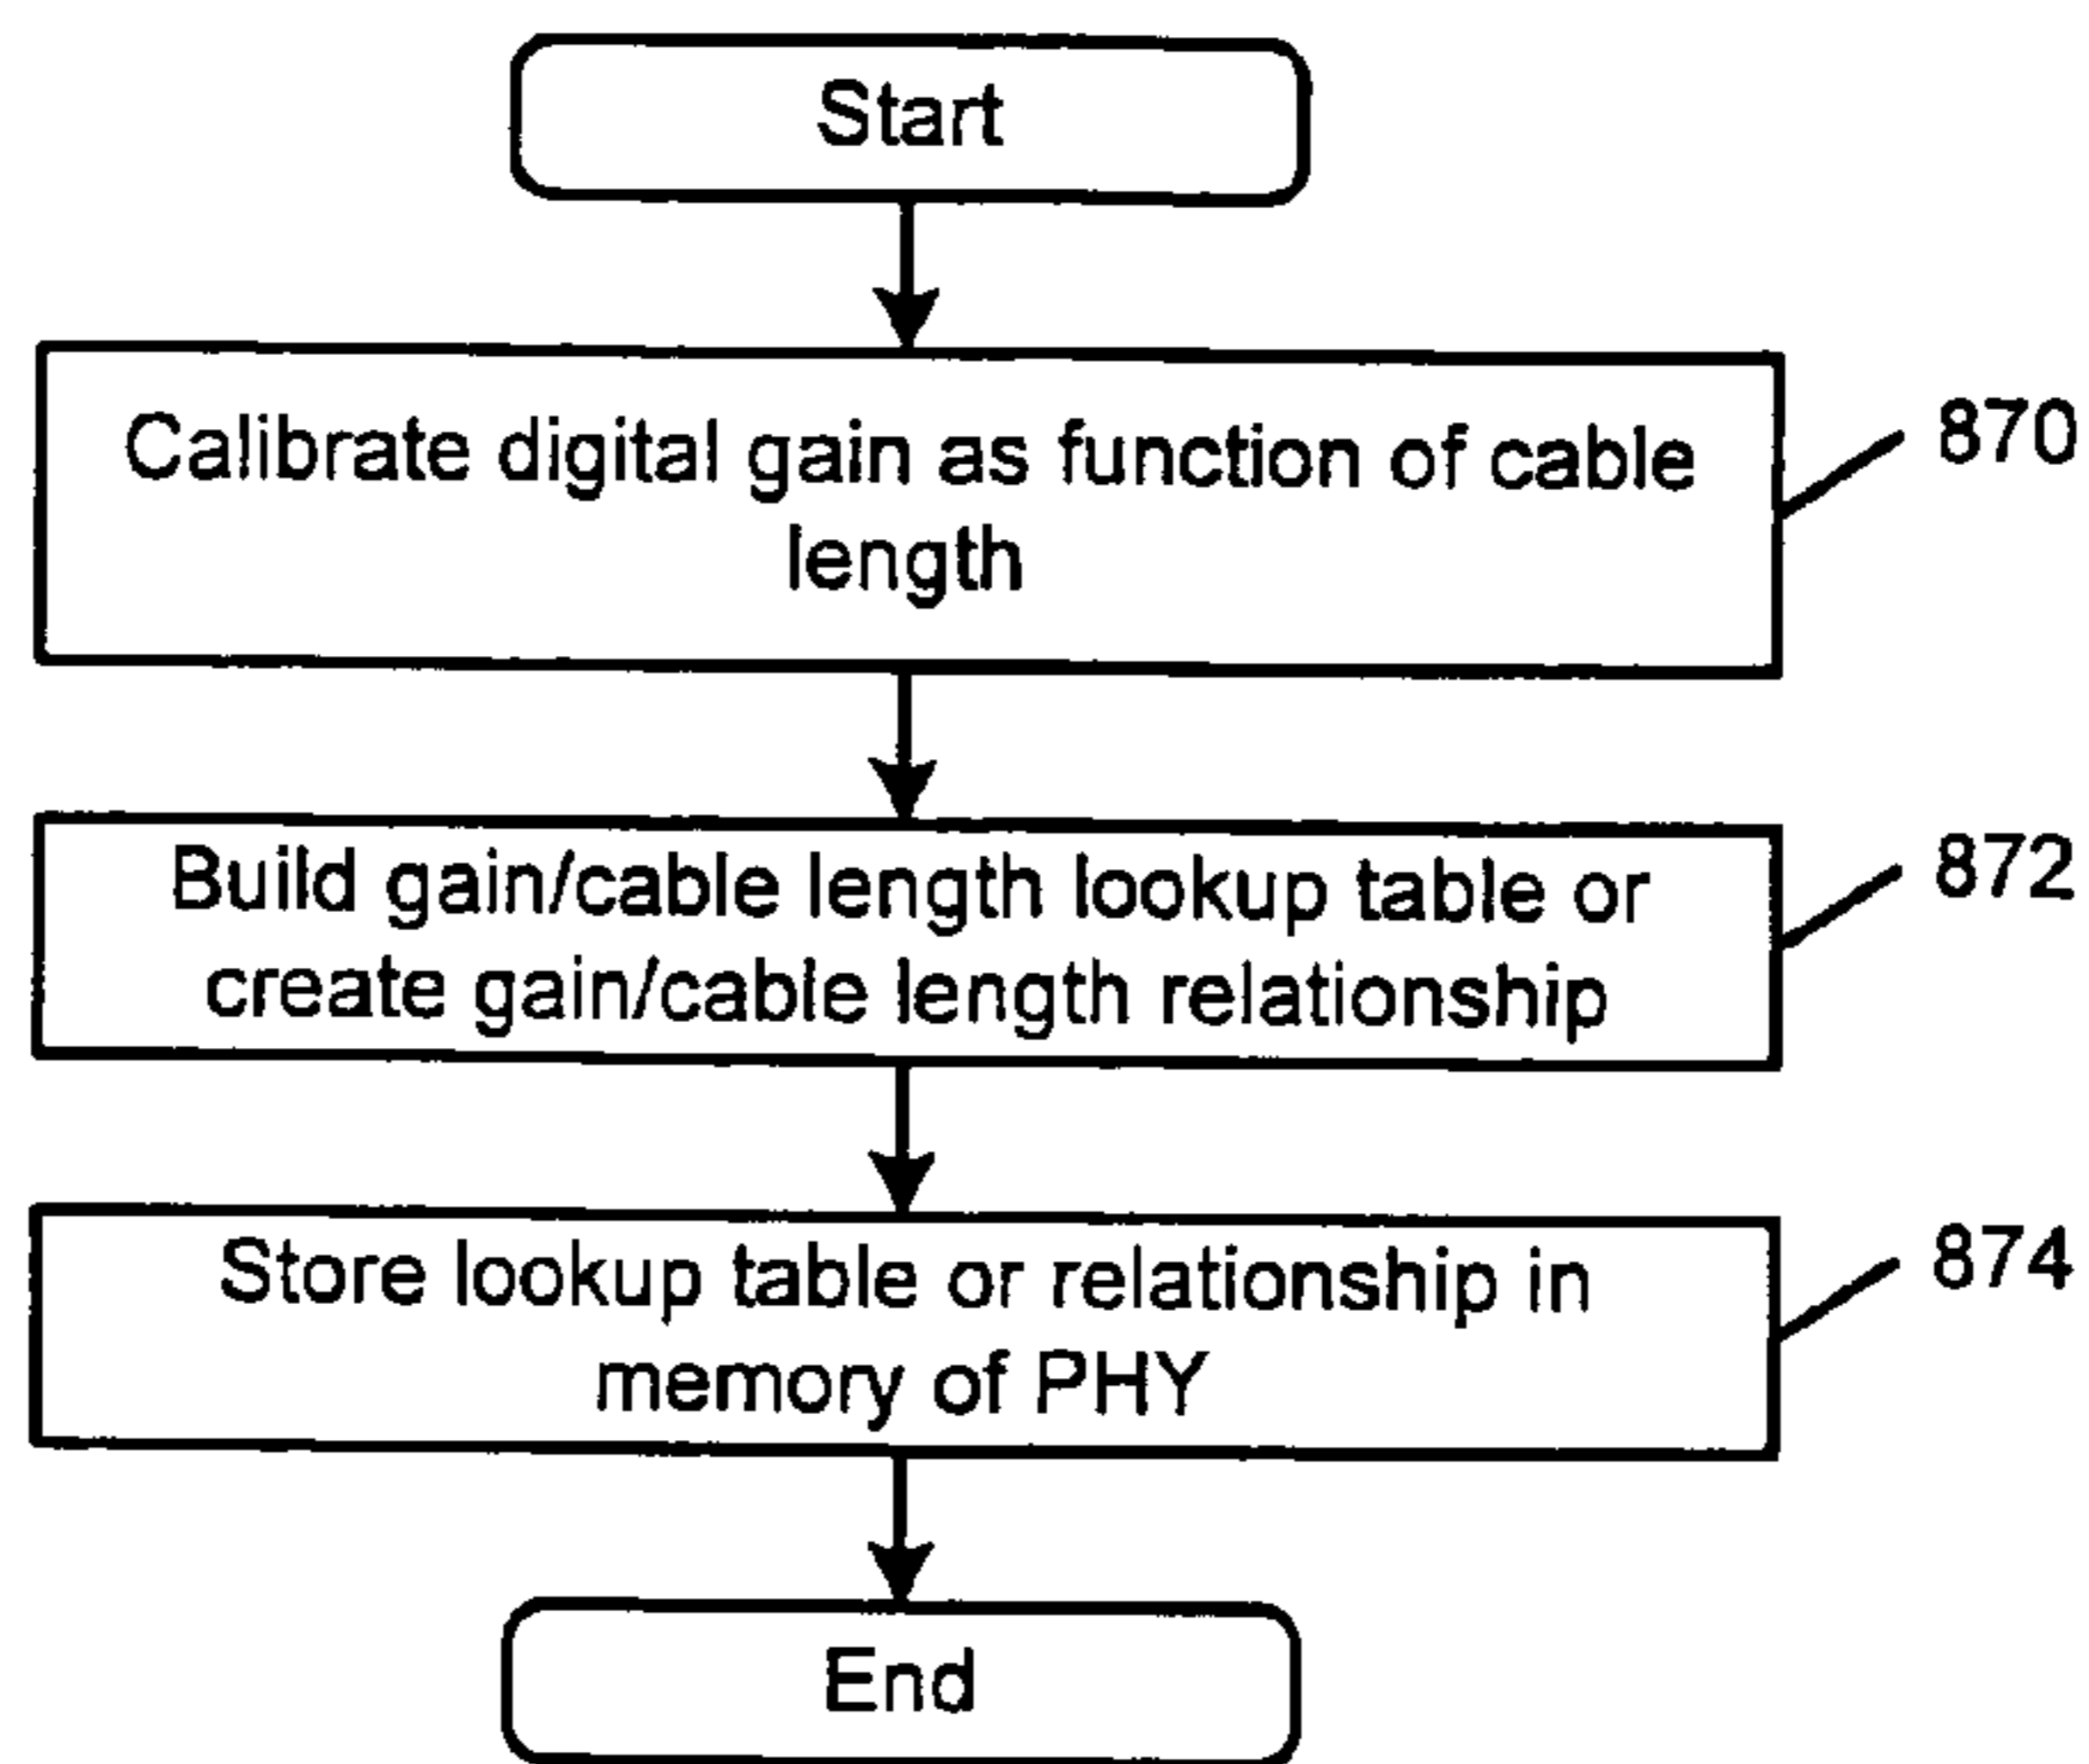 Start
Calibrate digital gain as function of cable
length
870
Build gain/cable length lookup table or
create gain/cable length relationship
872
Store lookup table or relationship in
memory of PHY
874
End